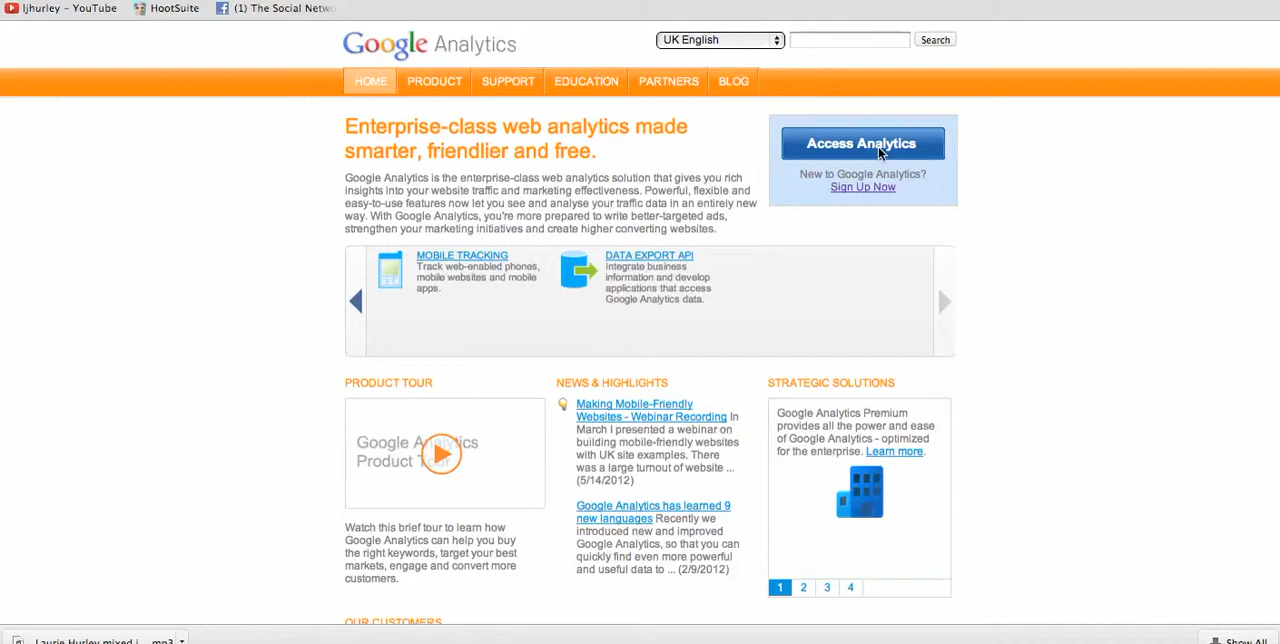 ljhurley – YouTube
HootSuite
(1) The Social Netwo
Google Analytics
UK English
Search
HOME
PRODUCT
SUPPORT
EDUCATION
PARTNERS
BLOG
Enterprise-class web analytics made
smarter, friendlier and free.
Google Analytics is the enterprise-class web analytics solution that gives you rich
insights into your website traffic and marketing effectiveness. Powerful, flexible and
easy-to-use features now let you see and analyse your traffic data in an entirely new
way. With Google Analytics, you're more prepared to write better-targeted ads,
strengthen your marketing initiatives and create higher converting websites.
Access Analytics
New to Google Analytics?
Sign Up Now
MOBILE TRACKING
Track web-enabled phones,
mobile websites and mobile
apps.
DATA EXPORT API
Integrate business
information and develop
applications that access
Google Analytics data.
PRODUCT TOUR
Google Analytics
Product Tour
Watch this brief tour to learn how
Google Analytics can help you buy
the right keywords, target your best
markets, engage and convert more
customers.
NEWS & HIGHLIGHTS
Making Mobile-Friendly
Websites - Webinar Recording In
March I presented a webinar on
building mobile-friendly websites
with UK site examples. There
was a large turnout of website ...
(5/14/2012)
Google Analytics has learned 9
new languages Recently we
introduced new and improved
Google Analytics, so that you can
quickly find even more powerful
and useful data to ... (2/9/2012)
STRATEGIC SOLUTIONS
Google Analytics Premium
provides all the power and ease
of Google Analytics - optimized
for the enterprise. Learn more.
1 2 3 4
OUR CUSTOMERS
Laurie Hurley mixed i....mp3
Show All